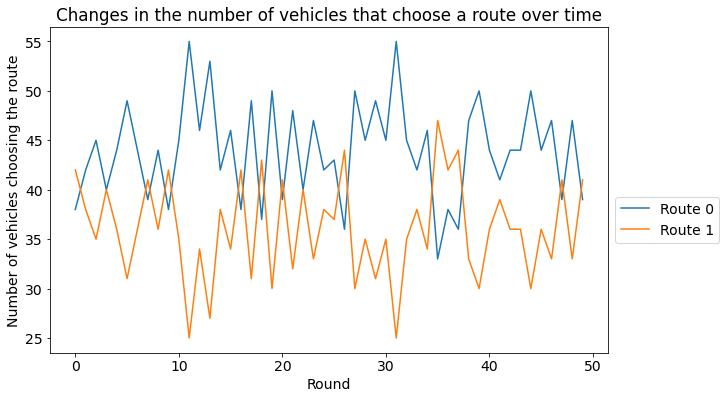 Changes in the number of vehicles that choose a route over time
Number of vehicles choosing the route
55
50
45
40
35
30
25
0
10
20
30
40
50
Round
Route 0
Route 1